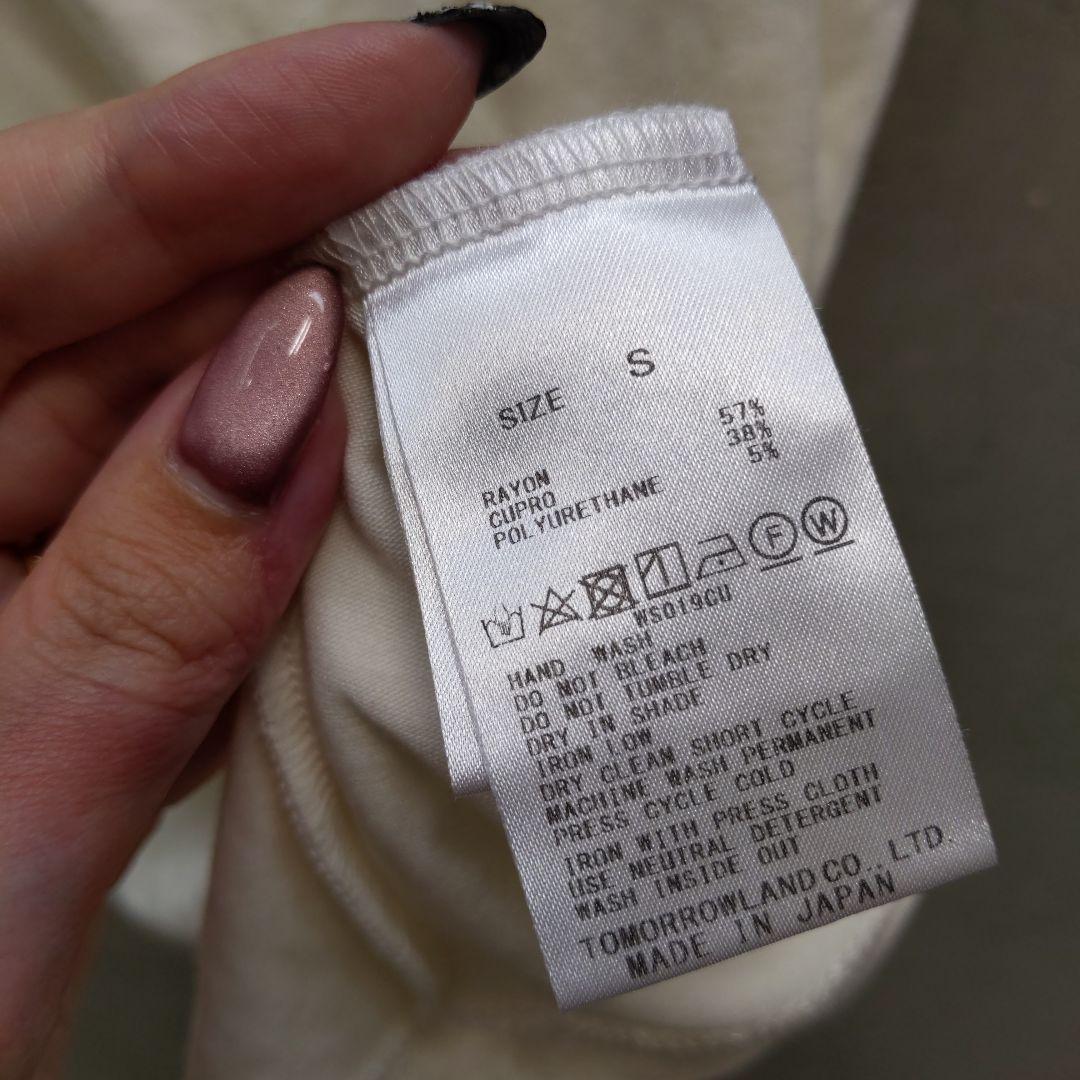 SIZE S
RAYON 57%
CUPRO 38%
POLYURETHANE 5%
F W
WS019GU
HAND WASH
DO NOT BLEACH
DO NOT TUMBLE DRY
DRY IN SHADE
IRON LOW
DRY CLEAN SHORT CYCLE
MACHINE WASH PERMANENT
PRESS CYCLE COLD
IRON WITH PRESS CLOTH
USE NEUTRAL DETERGENT
WASH INSIDE OUT
TOMORROWLAND CO., LTD.
MADE IN JAPAN